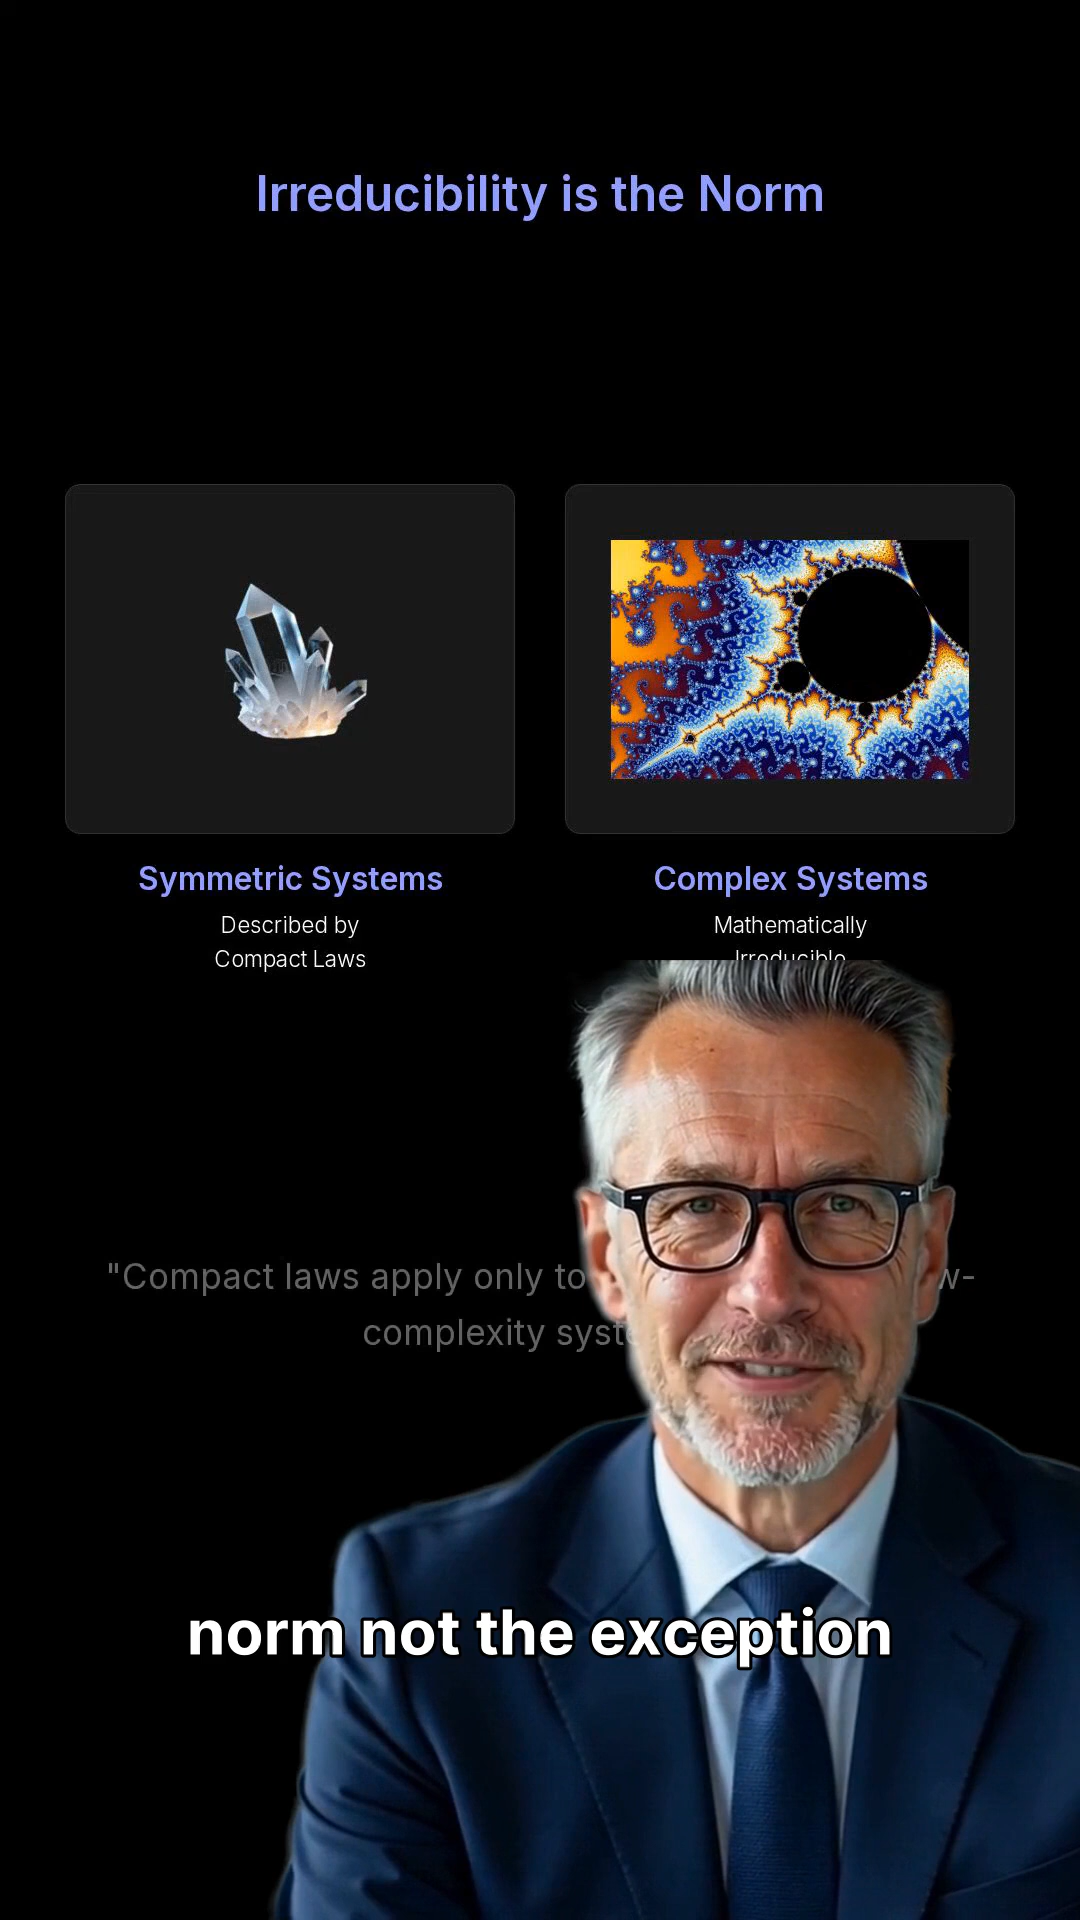 Irreducibility is the Norm
Symmetric Systems
Described by
Compact Laws
Complex Systems
Mathematically
Irreducible
"Compact laws apply only to
complexity
norm not the exception